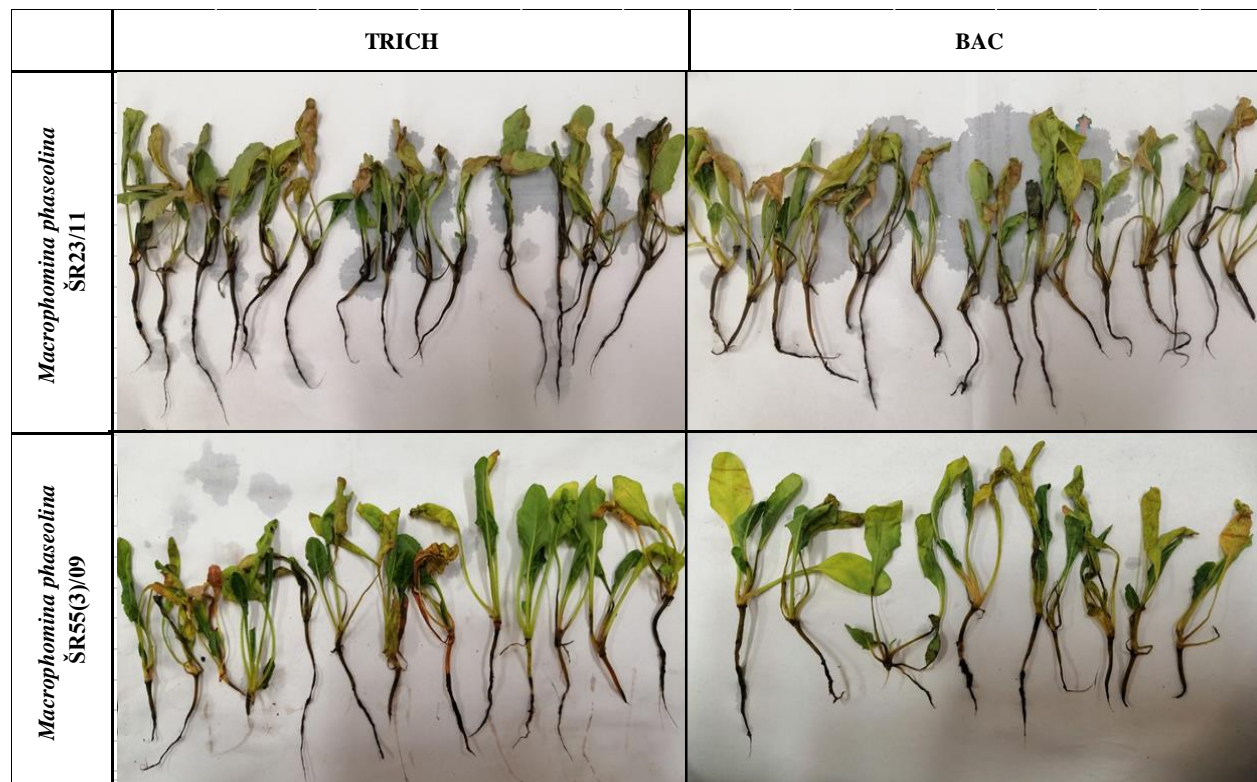 TRICH
BAC
Macrophomina phaseolina
ŠR23/11
Macrophomina phaseolina
ŠR55(3)/09